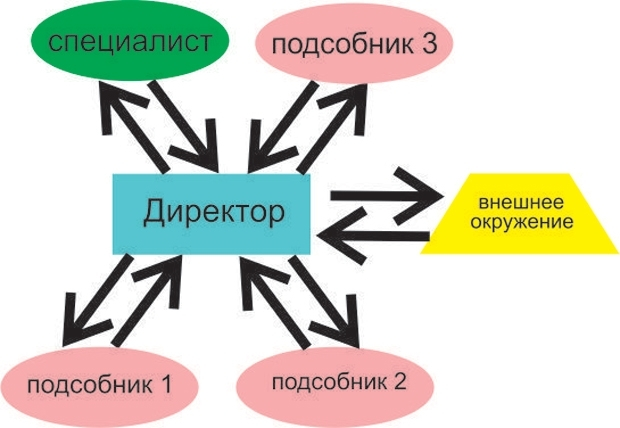 специалист
подсобник 3
Директор
внешнее
окружение
подсобник 1
подсобник 2